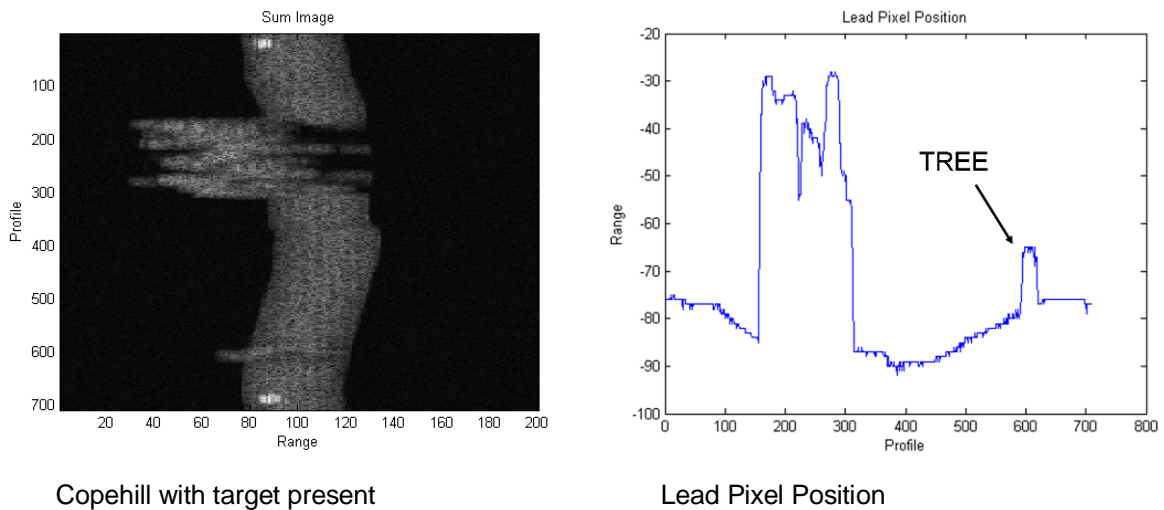 Sum Image
Profile
100
200
300
400
500
600
700
20 40 60 80 100 120 140 160 180 200
Range
Copehill with target present
Lead Pixel Position
Range
-20
-30
-40
-50
-60
-70
-80
-90
-100
TREE
0 100 200 300 400 500 600 700 800
Profile
Lead Pixel Position